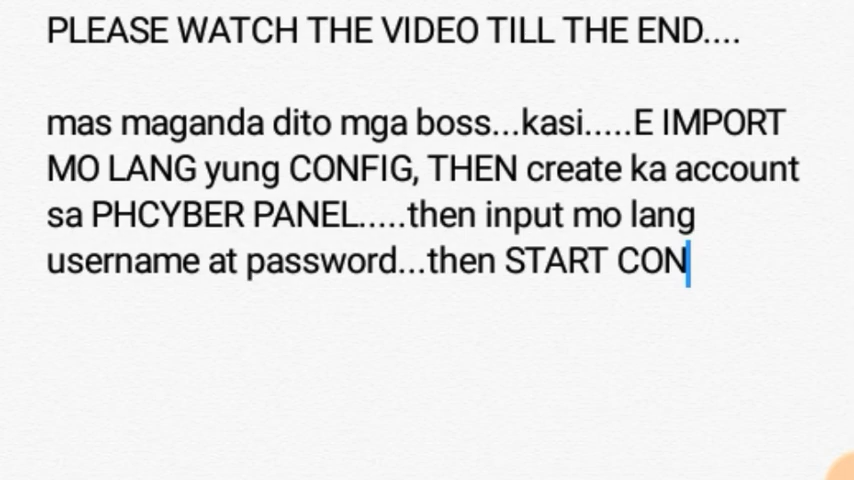 PLEASE WATCH THE VIDEO TILL THE END....
mas maganda dito mga boss...kasi.....E IMPORT
MO LANG yung CONFIG, THEN create ka account
sa PHCYBER PANEL.....then input mo lang
username at password...then START CON